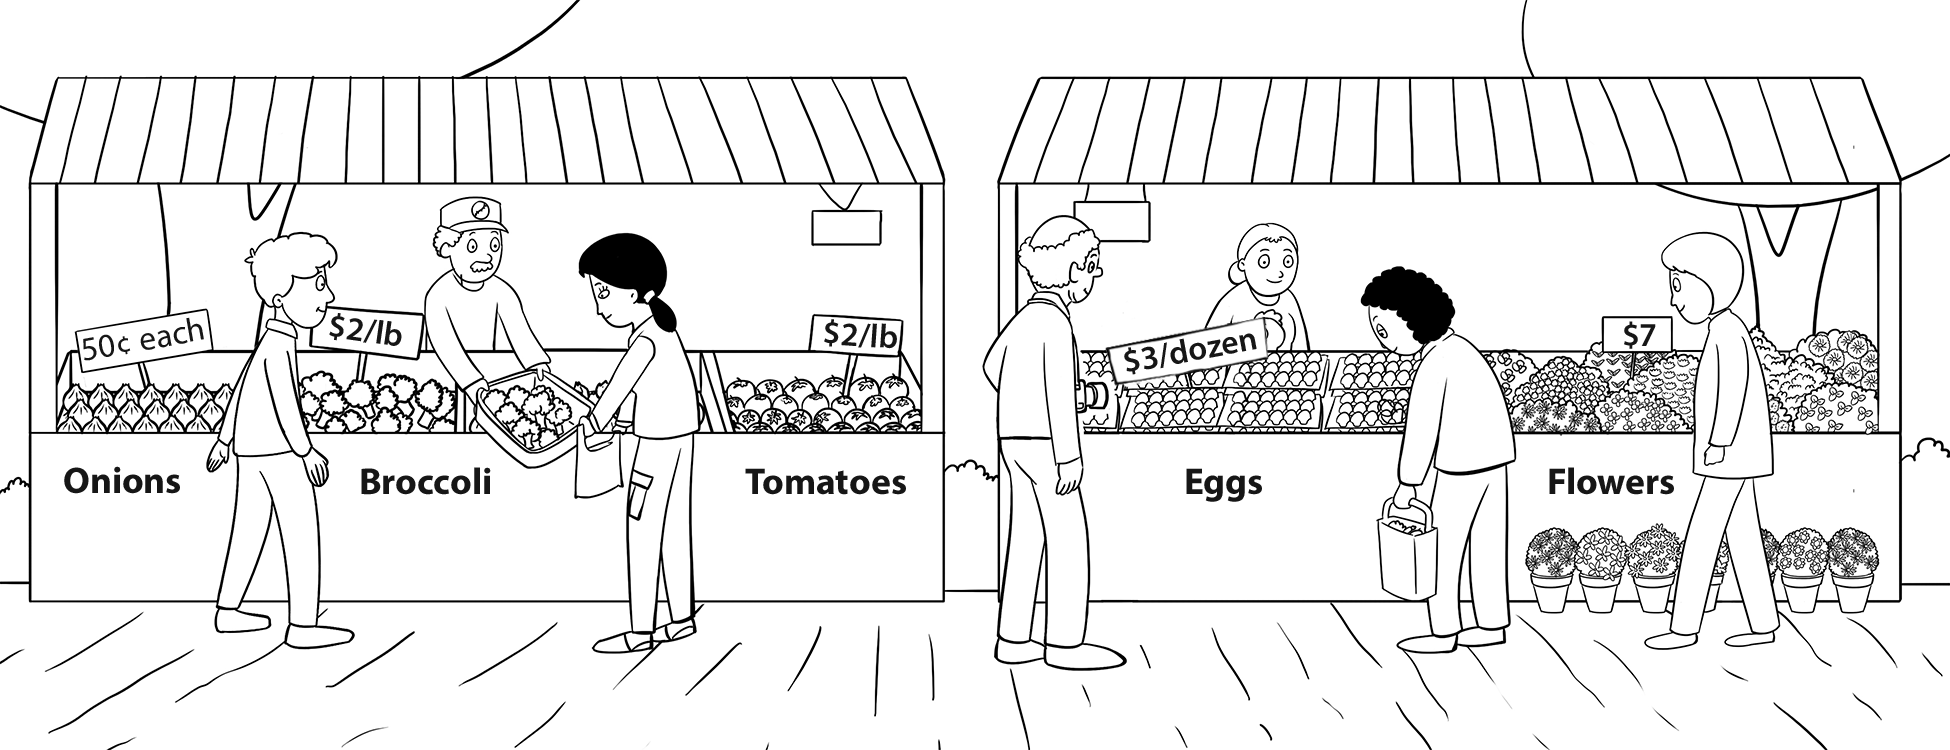 50¢ each
$2/lb
$2/lb
Onions
Broccoli
Tomatoes
$3/dozen
$7
Eggs
Flowers